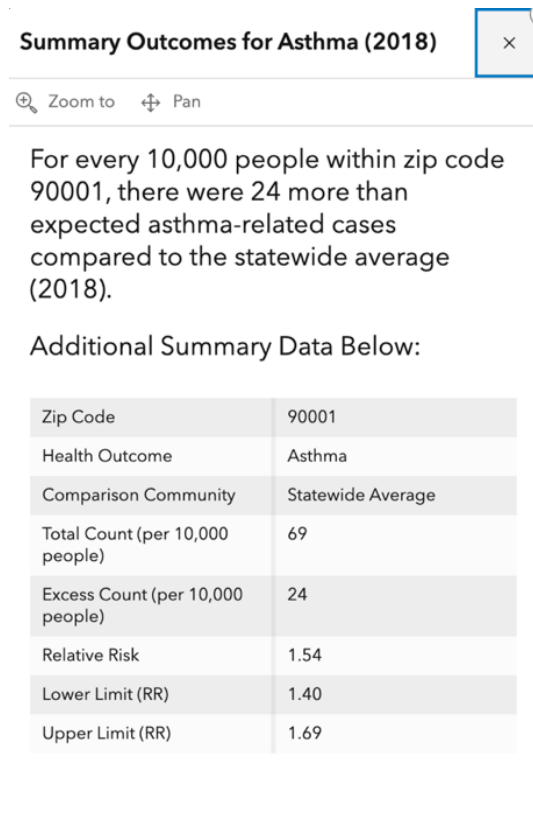 Summary Outcomes for Asthma (2018)
Zoom to Pan
For every 10,000 people within zip code
90001, there were 24 more than
expected asthma-related cases
compared to the statewide average
(2018).
Additional Summary Data Below:
Zip Code 90001
Health Outcome Asthma
Comparison Community Statewide Average
Total Count (per 10,000 69
people)
Excess Count (per 10,000 24
people)
Relative Risk 1.54
Lower Limit (RR) 1.40
Upper Limit (RR) 1.69